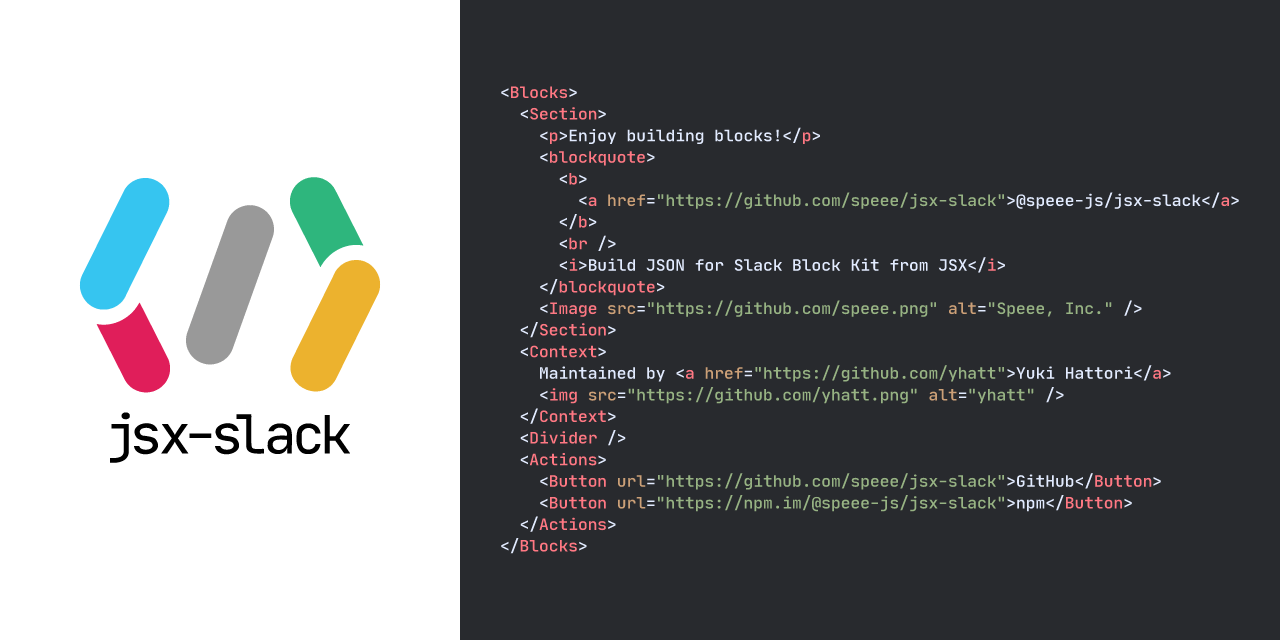 jsx-slack
<Blocks>
  <Section>
    <p>Enjoy building blocks!</p>
    <blockquote>
      <b>
        <a href="https://github.com/speee/jsx-slack">@speee-js/jsx-slack</a>
      </b>
      <br />
      <i>Build JSON for Slack Block Kit from JSX</i>
    </blockquote>
    <Image src="https://github.com/speee.png" alt="Speee, Inc." />
  </Section>
  <Context>
    Maintained by <a href="https://github.com/yhatt">Yuki Hattori</a>
    <img src="https://github.com/yhatt.png" alt="yhatt" />
  </Context>
  <Divider />
  <Actions>
    <Button url="https://github.com/speee/jsx-slack">GitHub</Button>
    <Button url="https://npm.im/@speee-js/jsx-slack">npm</Button>
  </Actions>
</Blocks>